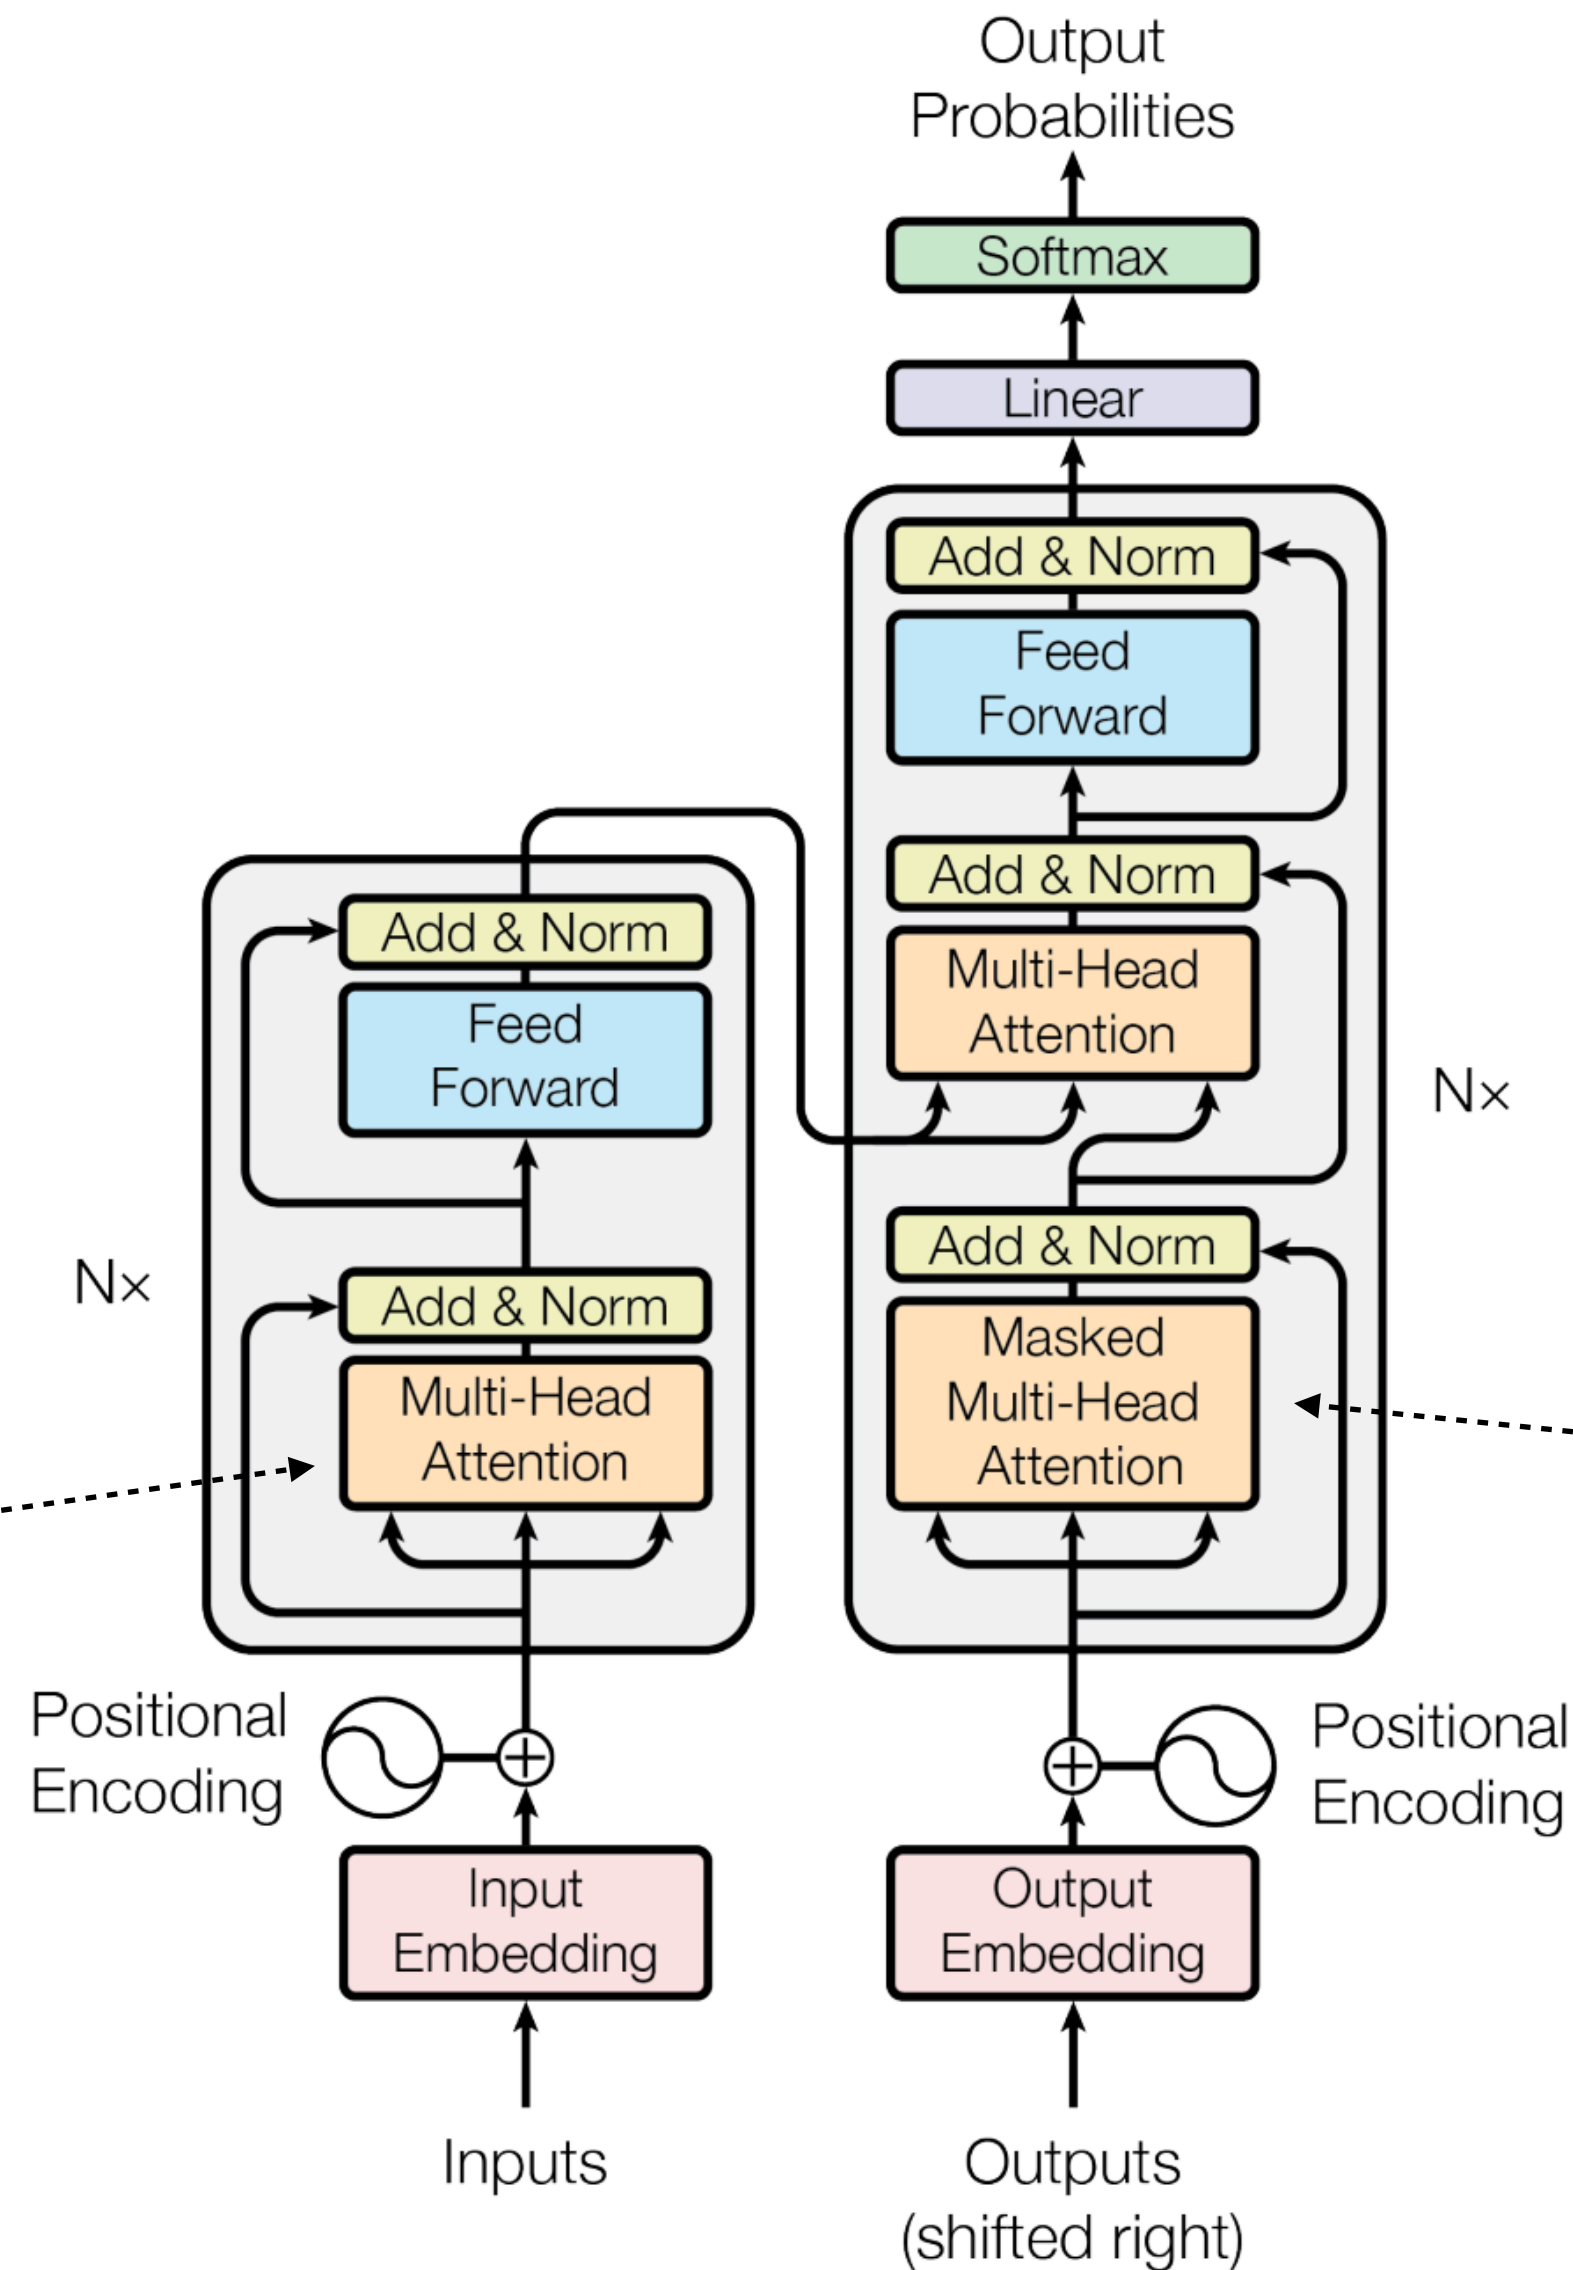 Output
Probabilities
Softmax
Linear
Add & Norm
Feed
Forward
Add & Norm
Multi-Head
Attention
N×
Add & Norm
Masked
Multi-Head
Attention
Add & Norm
Feed
Forward
N×
Add & Norm
Multi-Head
Attention
Positional
Encoding
Positional
Encoding
Input
Embedding
Output
Embedding
Inputs
Outputs
(shifted right)